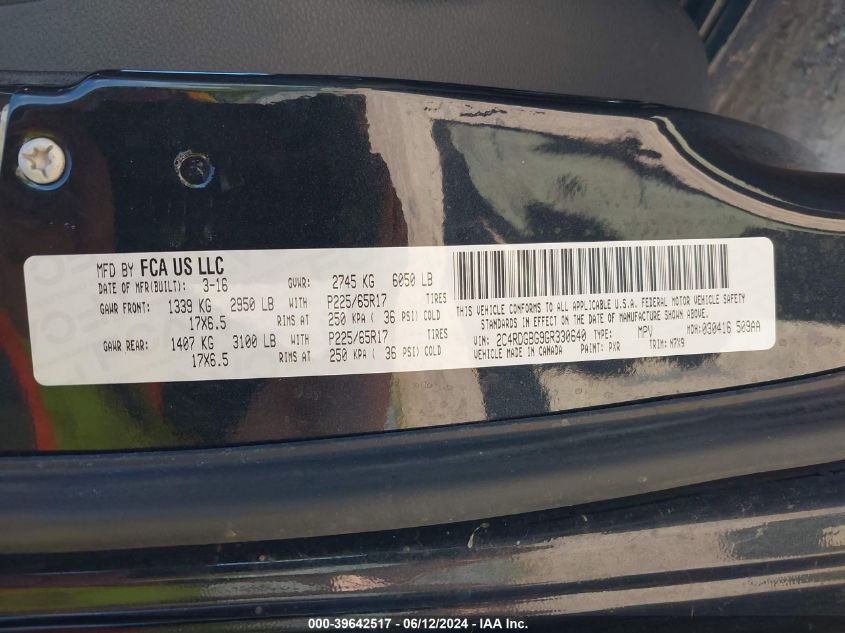 MFD BY FCA US LLC
DATE OF MFR(BUILT): 3-16 GVWR: 2745 KG 6050 LB
GAWR FRONT: 1339 KG 2950 LB WITH P225/65R17 TIRES
17X6.5 RIMS AT 250 KPA ( 36 PSI) COLD
GAWR REAR: 1407 KG 3100 LB WITH P225/65R17 TIRES
17X6.5 RIMS AT 250 KPA ( 36 PSI) COLD
THIS VEHICLE CONFORMS TO ALL APPLICABLE U.S.A. FEDERAL MOTOR VEHICLE SAFETY
STANDARDS IN EFFECT ON THE DATE OF MANUFACTURE SHOWN ABOVE.
VIN: 2C4RDGBG9GR330640 TYPE: MPV MDH: 030416 509AA
VEHICLE MADE IN CANADA PAINT: PXR TRIM: M7X9
000-39642517 - 06/12/2024 - IAA Inc.